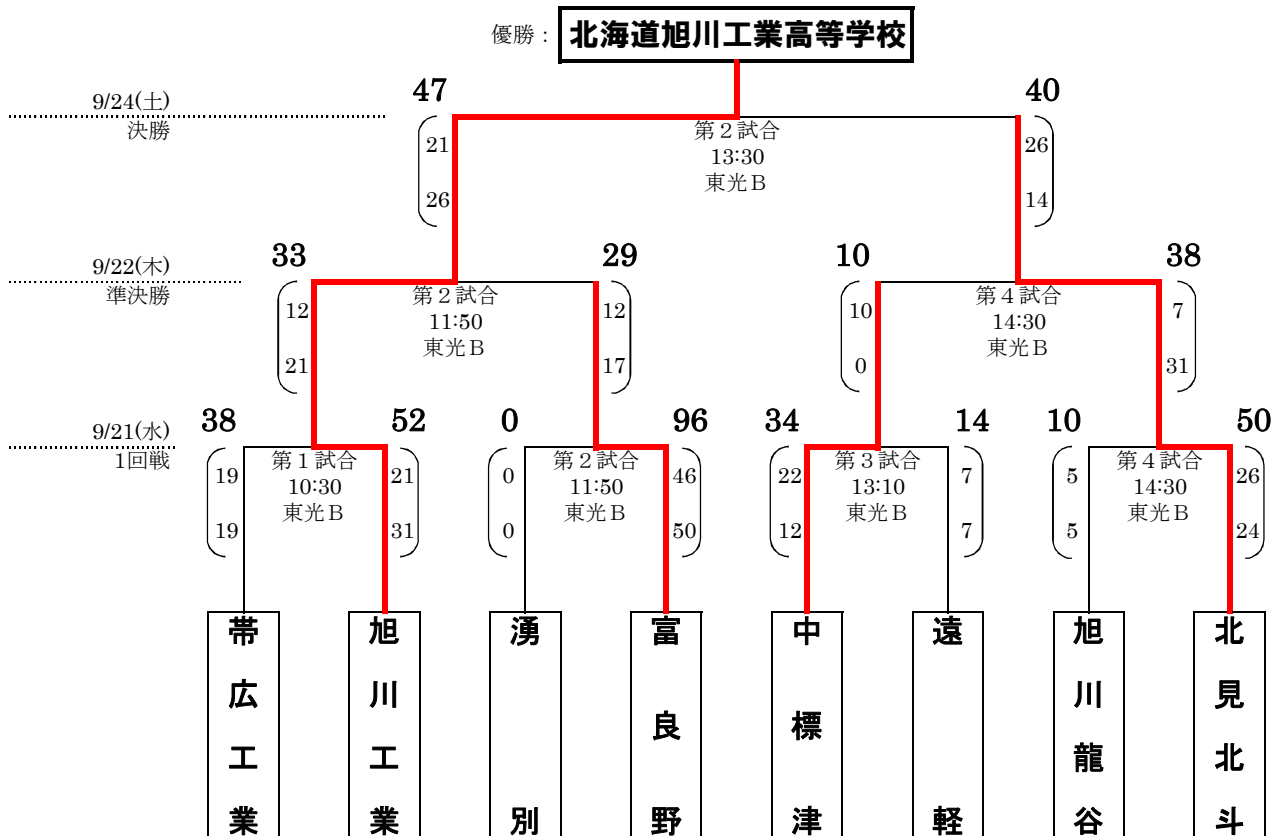 優勝：
北海道旭川工業高等学校
9/24(土)
決勝
47
40
21
26
第２試合
13:30
東光Ｂ
26
14
9/22(木)
準決勝
33
29
10
38
12
21
第２試合
11:50
東光Ｂ
12
17
10
0
第４試合
14:30
東光Ｂ
7
31
9/21(水)
1回戦
38
52
0
96
34
14
10
50
19
19
第１試合
10:30
東光Ｂ
21
31
0
0
第２試合
11:50
東光Ｂ
46
50
22
12
第３試合
13:10
東光Ｂ
7
7
5
5
第４試合
14:30
東光Ｂ
26
24
帯広工業
旭川工業
湧別
富良野
中標津
遠軽
旭川龍谷
北見北斗